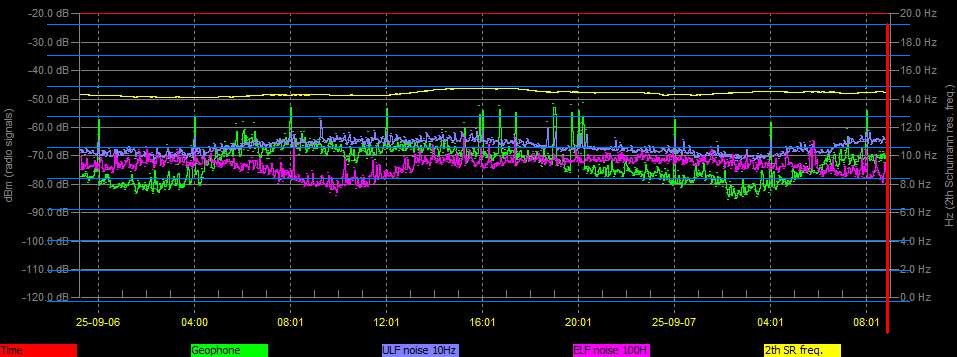 -20.0 dB
20.0 Hz
-30.0 dB
18.0 Hz
-40.0 dB
16.0 Hz
-50.0 dB
14.0 Hz
-60.0 dB
12.0 Hz
-70.0 dB
10.0 Hz
-80.0 dB
8.0 Hz
-90.0 dB
6.0 Hz
-100.0 dB
4.0 Hz
-110.0 dB
2.0 Hz
-120.0 dB
0.0 Hz
dBm (radio signals)
Hz (2th Schumann res. freq.)
25-09-06 04:00 08:01 12:01 16:01 20:01 25-09-07 04:01 08:01
Time Geophone ULF noise 10Hz ELF noise 100H 2th SR freq.